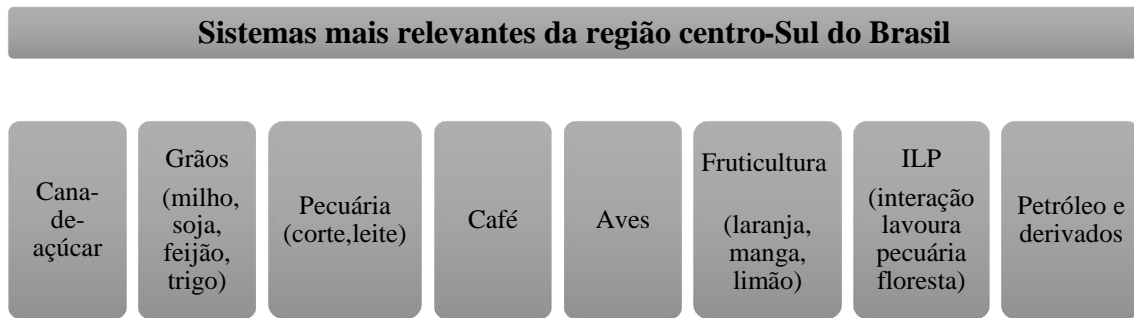 Sistemas mais relevantes da região centro-Sul do Brasil
Cana-
de-
açúcar
Grãos
(milho,
soja,
feijão,
trigo)
Pecuária
(corte,leite)
Café
Aves
Fruticultura
(laranja,
manga,
limão)
ILP
(interação
lavoura
pecuária
floresta)
Petróleo e
derivados